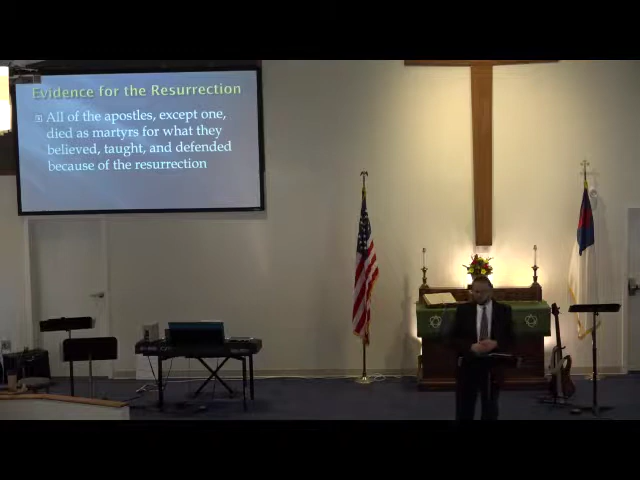 Evidence for the Resurrection
All of the apostles, except one,
died as martyrs for what they
believed, taught, and defended
because of the resurrection